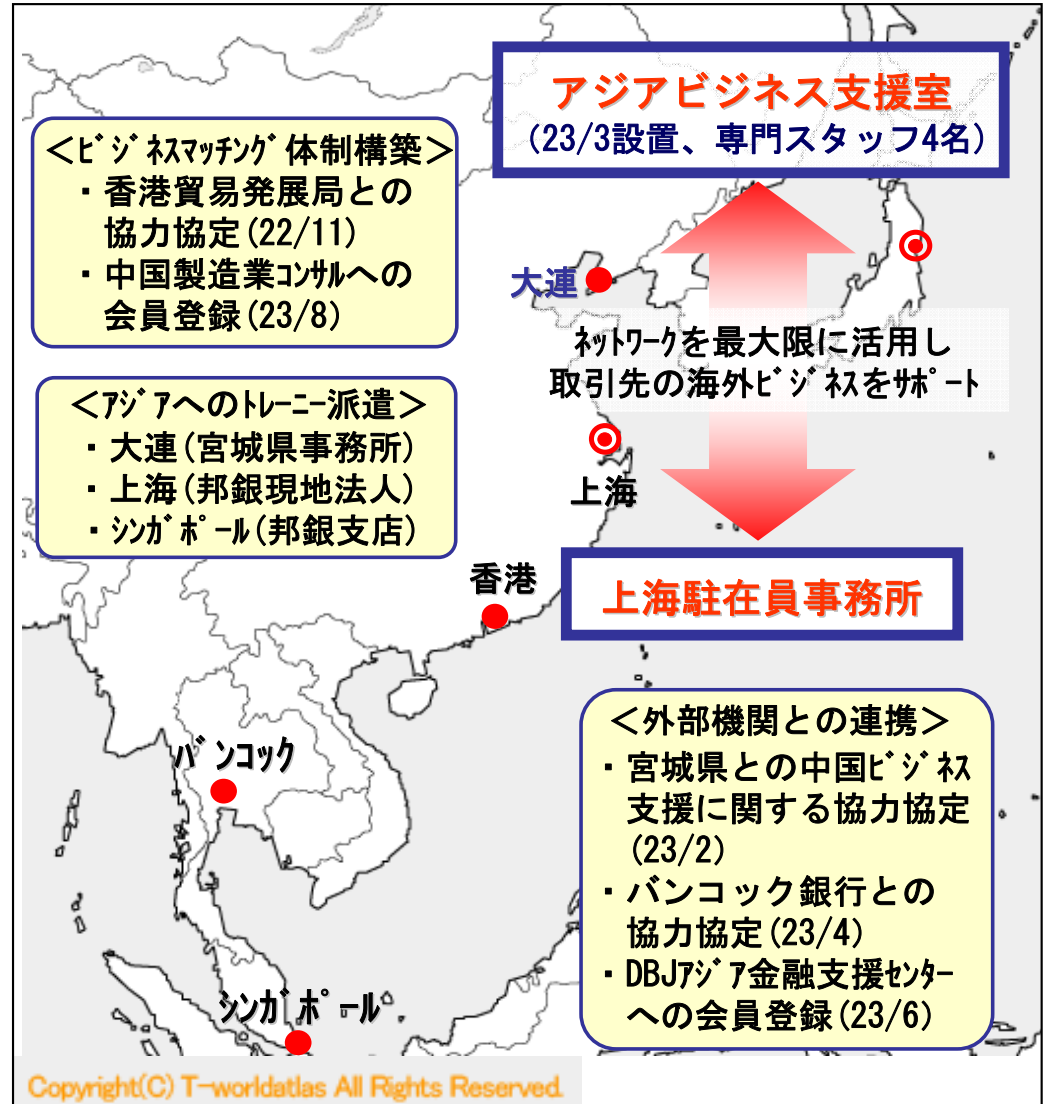 アジアビジネス支援室
(23/3設置、専門スタッフ4名)
＜ﾋﾞｼﾞﾈｽﾏｯﾁﾝｸﾞ体制構築＞
・香港貿易発展局との
協力協定(22/11)
・中国製造業ｺﾝｻﾙへの
会員登録(23/8)
大連
ﾈｯﾄﾜｰｸを最大限に活用し
取引先の海外ﾋﾞｼﾞﾈｽをｻﾎﾟｰﾄ
＜ｱｼﾞｱへのﾄﾚｰﾆｰ派遣＞
・大連(宮城県事務所)
・上海(邦銀現地法人)
・ｼﾝｶﾞﾎﾟｰﾙ(邦銀支店)
上海
香港
上海駐在員事務所
ﾊﾞﾝｺｯｸ
＜外部機関との連携＞
・宮城県との中国ﾋﾞｼﾞﾈｽ
支援に関する協力協定
(23/2)
・バンコック銀行との
協力協定(23/4)
・DBJｱｼﾞｱ金融支援ｾﾝﾀｰ
への会員登録(23/6)
ｼﾝｶﾞﾎﾟｰﾙ
Copyright(C) T-worldatlas All Rights Reserved.